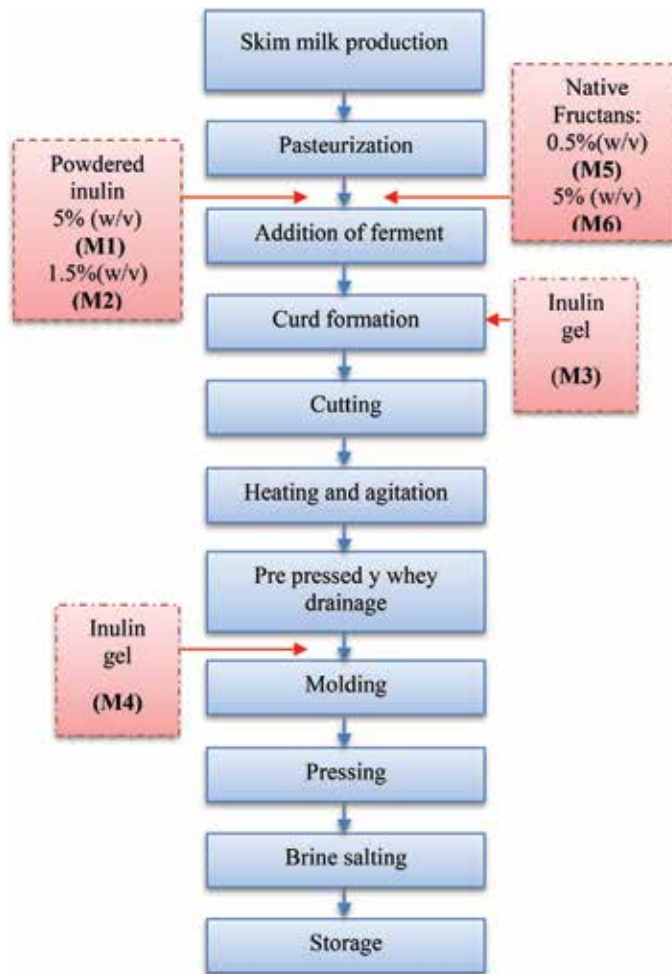 Skim milk production
Pasteurization
Native
Fructans:
0.5%(w/v)
(M5)
5% (w/v)
(M6)
Powdered
inulin
5% (w/v)
(M1)
1.5%(w/v)
(M2)
Addition of ferment
Curd formation
Inulin
gel
(M3)
Cutting
Heating and agitation
Pre pressed y whey
drainage
Inulin
gel
(M4)
Molding
Pressing
Brine salting
Storage